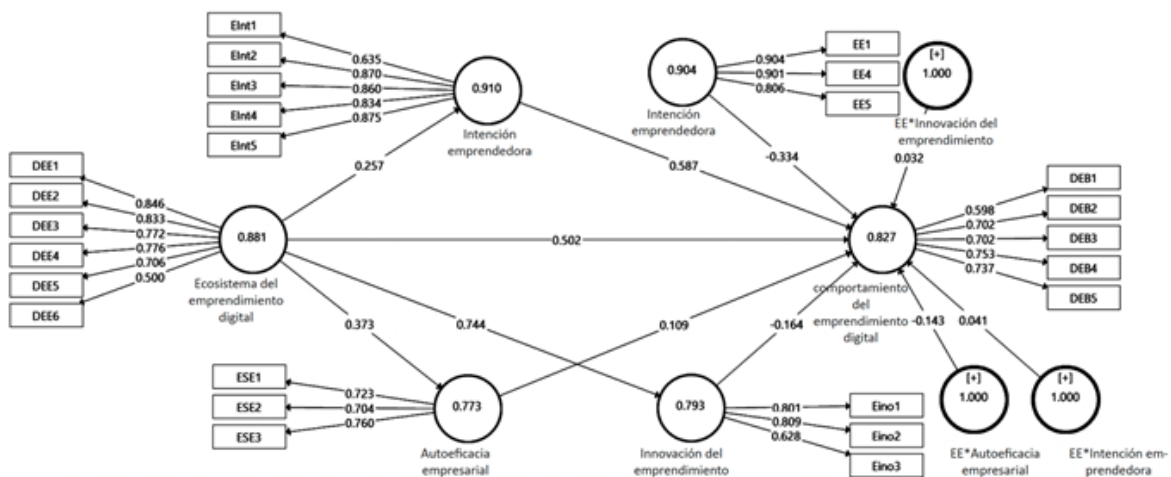 EInt1
EInt2
EInt3
EInt4
EInt5
0.635
0.870
0.860
0.834
0.875
0.910
Intención
emprendedora
0.904
Intención
emprendedora
0.904
0.901
0.806
EE1
EE4
EE5
[+]
1.000
EE*Innovación del
emprendimiento
0.257
0.587
-0.334
0.032
DEE1
DEE2
DEE3
DEE4
DEE5
DEE6
0.846
0.833
0.772
0.776
0.706
0.500
0.881
Ecosistema del
emprendimiento
digital
0.502
0.827
comportamiento
del
emprendimiento
digital
0.598
0.702
0.702
0.753
0.737
DEB1
DEB2
DEB3
DEB4
DEB5
0.373
0.744
0.109
-0.164
-0.143
0.041
ESE1
ESE2
ESE3
0.723
0.704
0.760
0.773
Autoeficacia
empresarial
0.793
Innovación del
emprendimiento
0.801
0.809
0.628
Eino1
Eino2
Eino3
[+]
1.000
EE*Autoeficacia
empresarial
[+]
1.000
EE*Intención em-
prendedora